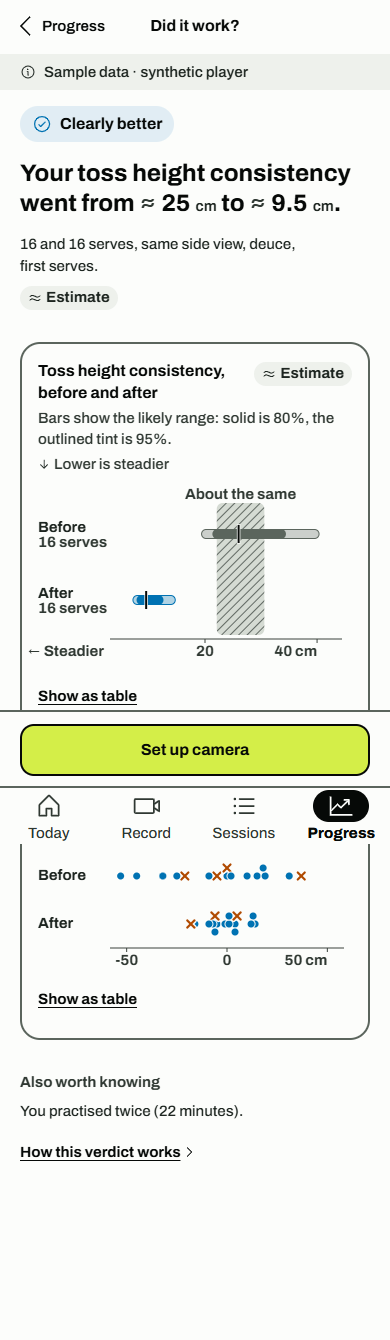 Progress
Did it work?
Sample data · synthetic player
Clearly better
Your toss height consistency
went from ≈ 25 cm to ≈ 9.5 cm.
16 and 16 serves, same side view, deuce,
first serves.
≈ Estimate
Toss height consistency,
before and after
≈ Estimate
Bars show the likely range: solid is 80%, the
outlined tint is 95%.
↓ Lower is steadier
About the same
Before
16 serves
After
16 serves
← Steadier
20
40 cm
Show as table
Set up camera
Today
Record
Sessions
Progress
Before
After
-50
0
50 cm
Show as table
Also worth knowing
You practised twice (22 minutes).
How this verdict works